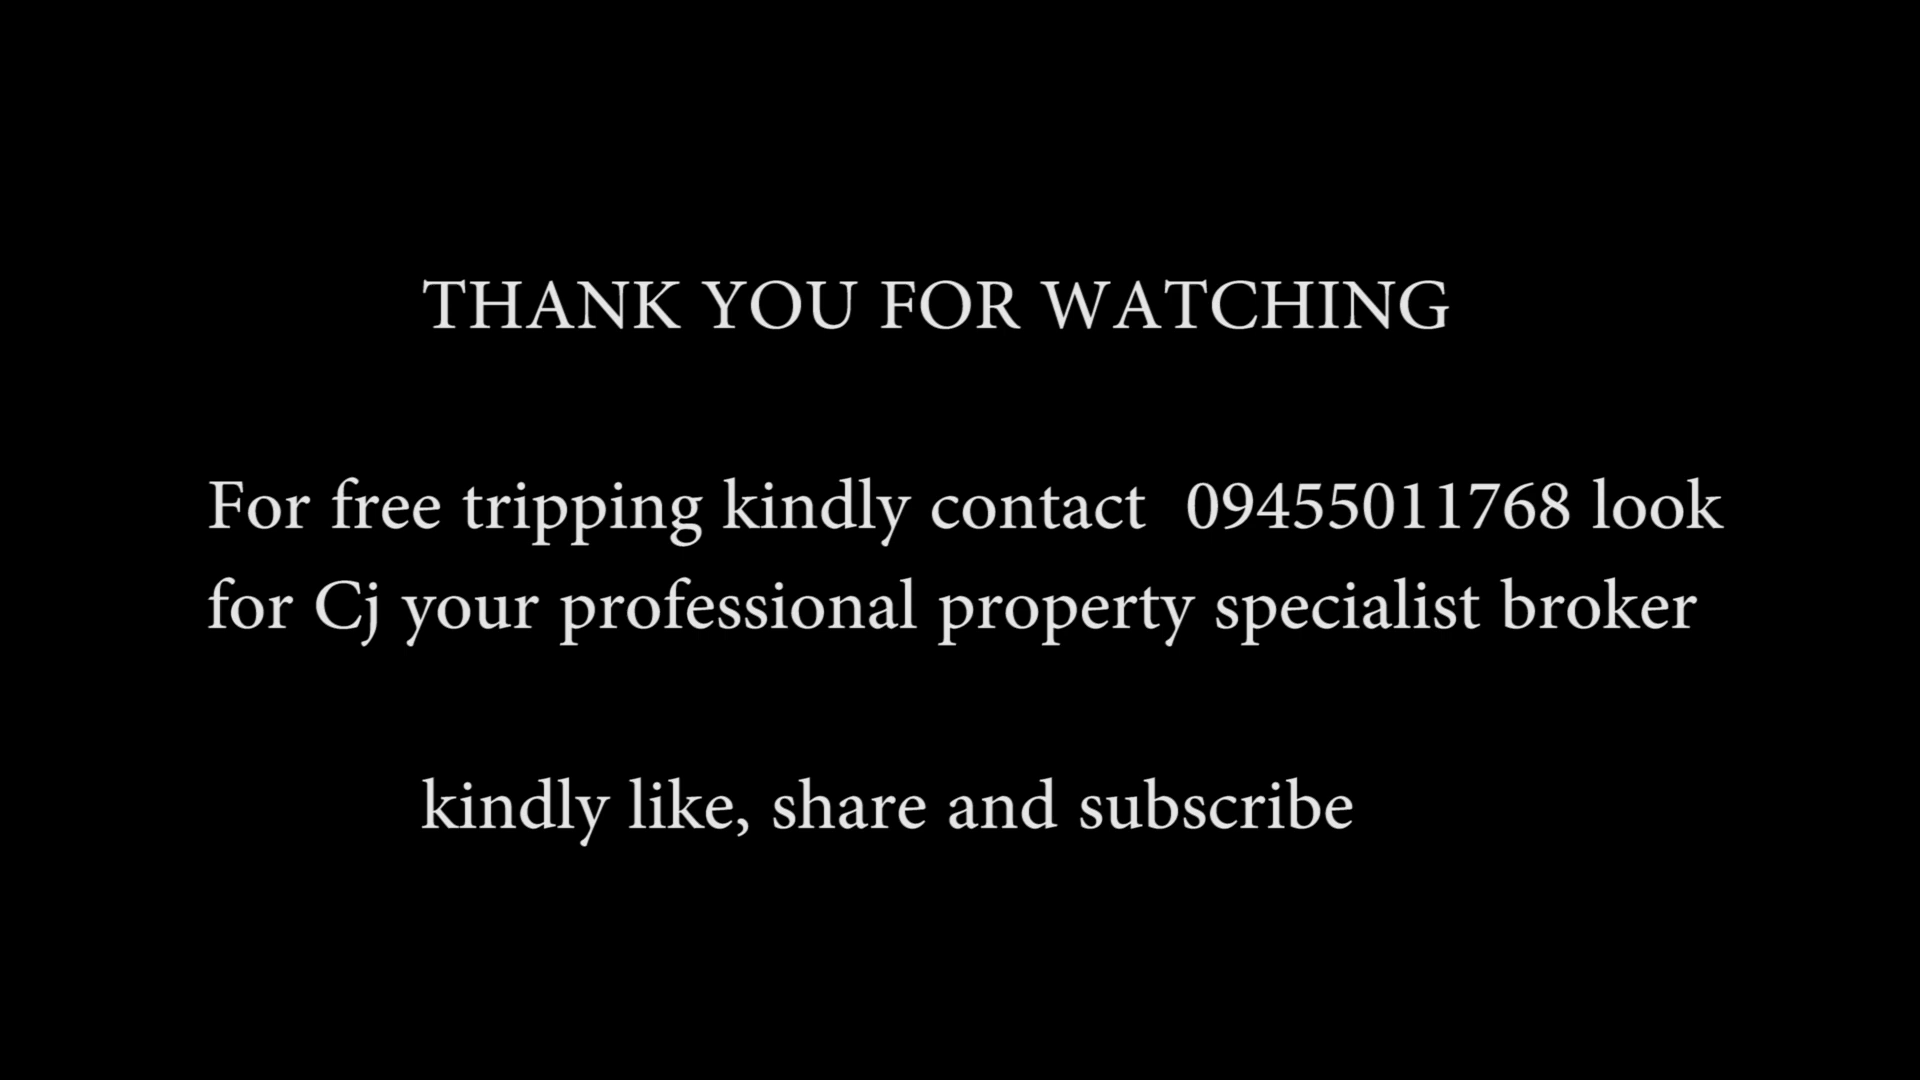 THANK YOU FOR WATCHING
For free tripping kindly contact  09455011768 look
for Cj your professional property specialist broker
kindly like, share and subscribe